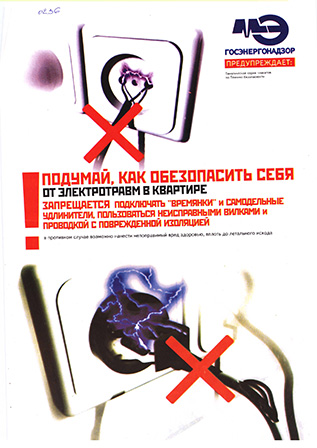 0296
ГОСЭНЕРГОНАДЗОР
ПРЕДУПРЕЖДАЕТ:
ПОДУМАЙ, КАК ОБЕЗОПАСИТЬ СЕБЯ
ОТ ЭЛЕКТРОТРАВМ В КВАРТИРЕ
ЗАПРЕЩАЕТСЯ ПОДКЛЮЧАТЬ "ВРЕМЯНКИ" и САМОДЕЛЬНЫЕ
УДЛИНИТЕЛИ, ПОЛЬЗОВАТЬСЯ НЕИСПРАВНЫМИ ВИЛКАМИ и
ПРОВОДКОЙ С ПОВРЕЖДЕННОЙ ИЗОЛЯЦИЕЙ
в противном случае возможно нанести непоправимый вред здоровью, вплоть до летального исхода